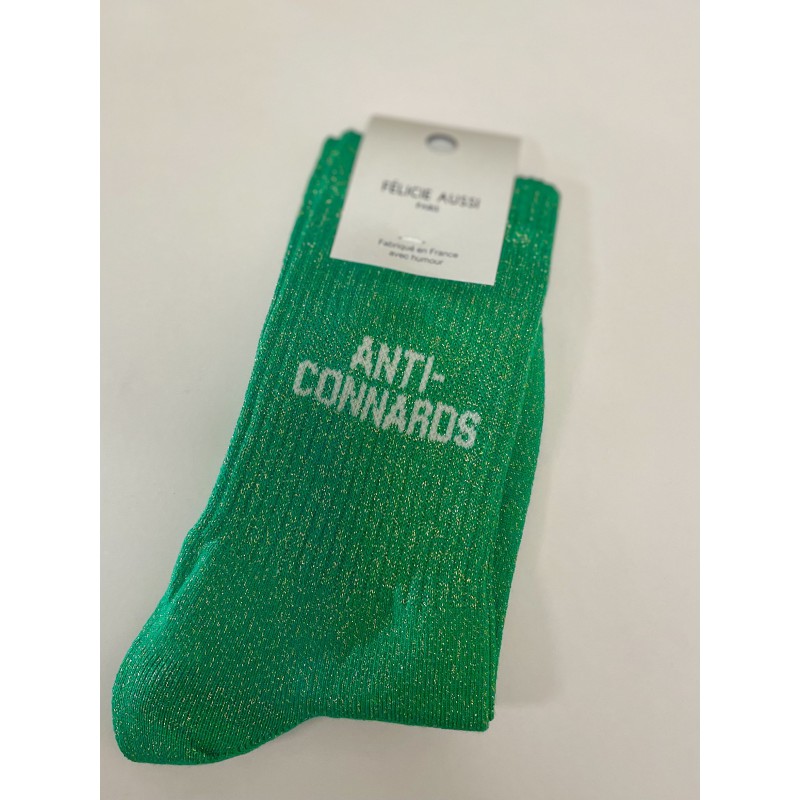 FÉLICIE AUSSI
PARIS
Fabriqué en France
avec humour
ANTI-
CONNARDS